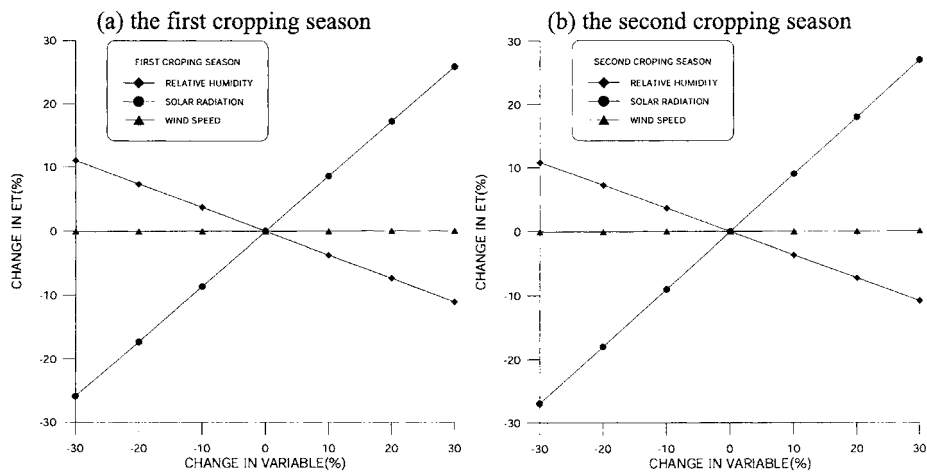 (a) the first cropping season
30
20
10
0
-10
-20
-30
CHANGE IN ET(%)
FIRST CROPING SEASON
RELATIVE HUMIDITY
SOLAR RADIATION
WIND SPEED
-30 -20 -10 0 10 20 30
CHANGE IN VARIABLE(%)
(b) the second cropping season
30
20
10
0
-10
-20
-30
CHANGE IN ET(%)
SECOND CROPING SEASON
RELATIVE HUMIDITY
SOLAR RADIATION
WIND SPEED
-30 -20 -10 0 10 20 30
CHANGE IN VARIABLE(%)